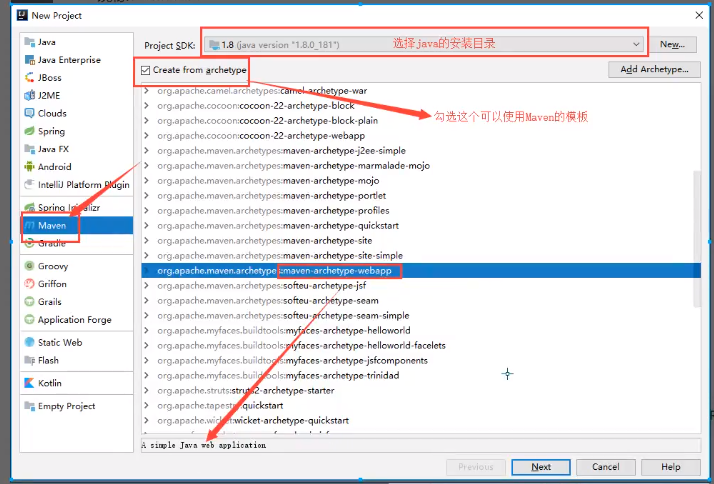 New Project
Java
Java Enterprise
JBoss
J2ME
Clouds
Spring
Java FX
Android
IntelliJ Platform Plugin
Spring Initializr
Maven
Gradle
Groovy
Griffon
Grails
Application Forge
Static Web
Flash
Kotlin
Empty Project
Project SDK: 1.8 (java version "1.8.0_181") 选择java的安装目录 New...
Create from archetype Add Archetype...
勾选这个可以使用Maven的模板
org.apache.camel.archetypes:camel-archetype-war
org.apache.cocoon:cocoon-22-archetype-block
org.apache.cocoon:cocoon-22-archetype-block-plain
org.apache.cocoon:cocoon-22-archetype-webapp
org.apache.maven.archetypes:maven-archetype-j2ee-simple
org.apache.maven.archetypes:maven-archetype-marmalade-mojo
org.apache.maven.archetypes:maven-archetype-mojo
org.apache.maven.archetypes:maven-archetype-portlet
org.apache.maven.archetypes:maven-archetype-profiles
org.apache.maven.archetypes:maven-archetype-quickstart
org.apache.maven.archetypes:maven-archetype-site
org.apache.maven.archetypes:maven-archetype-site-simple
org.apache.maven.archetypes:maven-archetype-webapp
org.apache.maven.archetypes:softeu-archetype-jsf
org.apache.maven.archetypes:softeu-archetype-seam
org.apache.maven.archetypes:softeu-archetype-seam-simple
org.apache.myfaces.buildtools:myfaces-archetype-helloworld
org.apache.myfaces.buildtools:myfaces-archetype-helloworld-facelets
org.apache.myfaces.buildtools:myfaces-archetype-jsfcomponents
org.apache.myfaces.buildtools:myfaces-archetype-trinidad
org.apache.struts:struts2-archetype-starter
org.apache.tapestry:quickstart
org.apache.wicket:wicket-archetype-quickstart
A simple Java web application
Previous Next Cancel Help